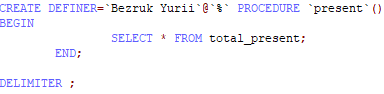 CREATE DEFINER=`Bezruk Yurii`@`%` PROCEDURE `present`()
BEGIN
SELECT * FROM total_present;
END;
DELIMITER ;